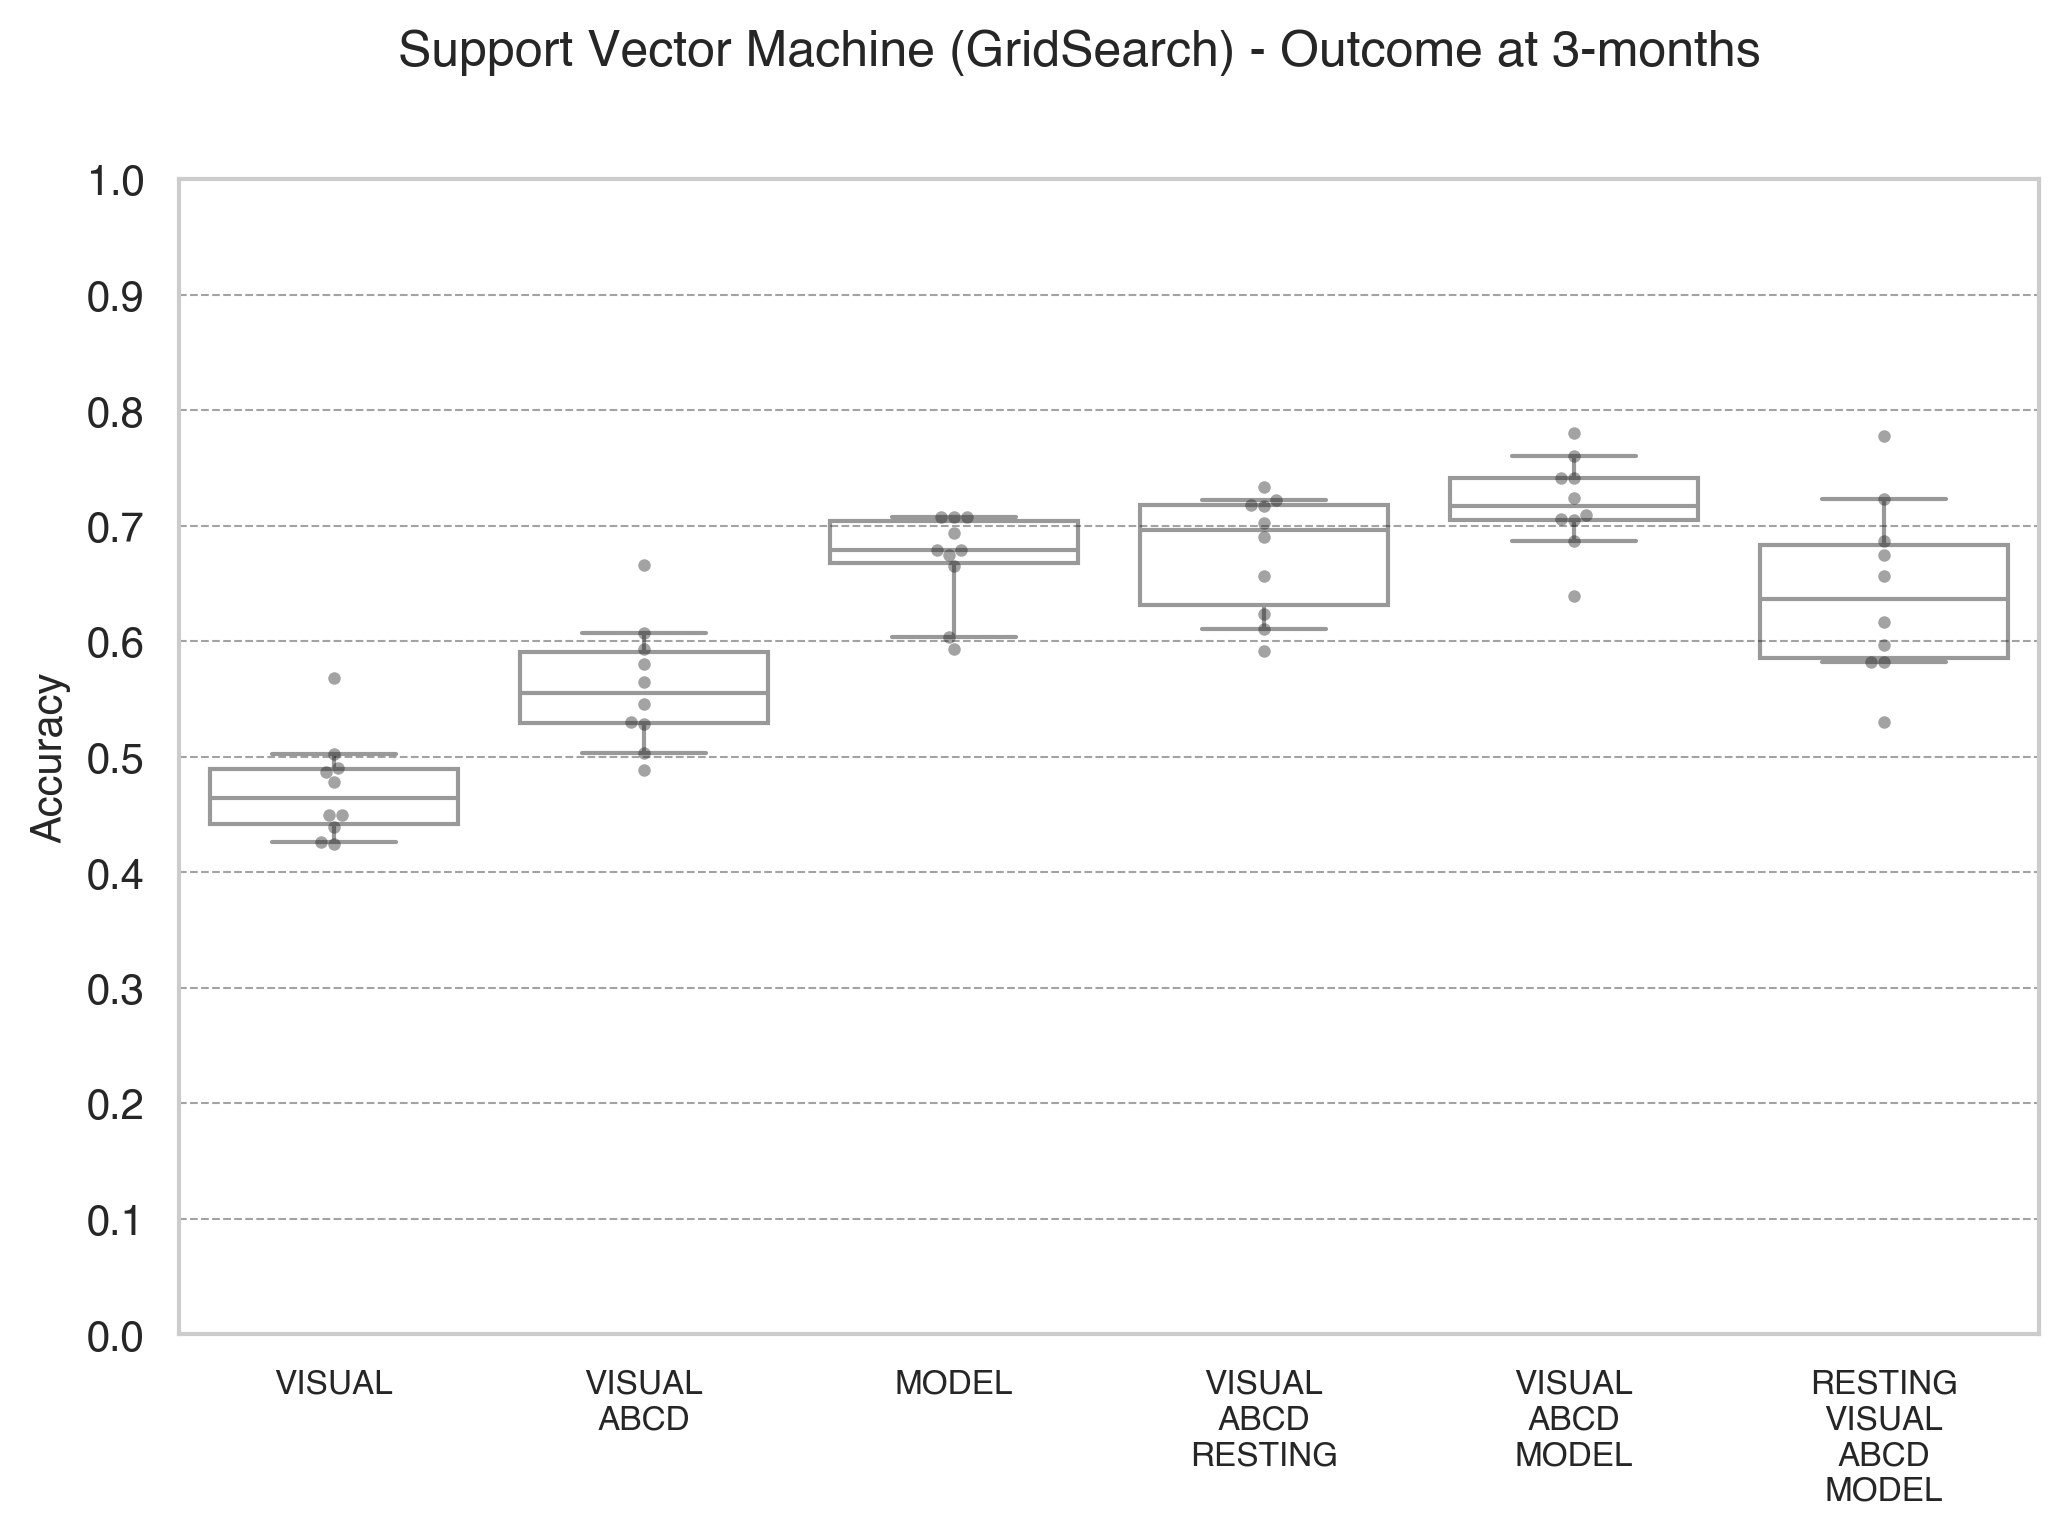 Support Vector Machine (GridSearch) - Outcome at 3-months
1.0
0.9
0.8
0.7
0.6
0.5
0.4
0.3
0.2
0.1
0.0
Accuracy
VISUAL
VISUAL
ABCD
MODEL
VISUAL
ABCD
RESTING
VISUAL
ABCD
MODEL
RESTING
VISUAL
ABCD
MODEL